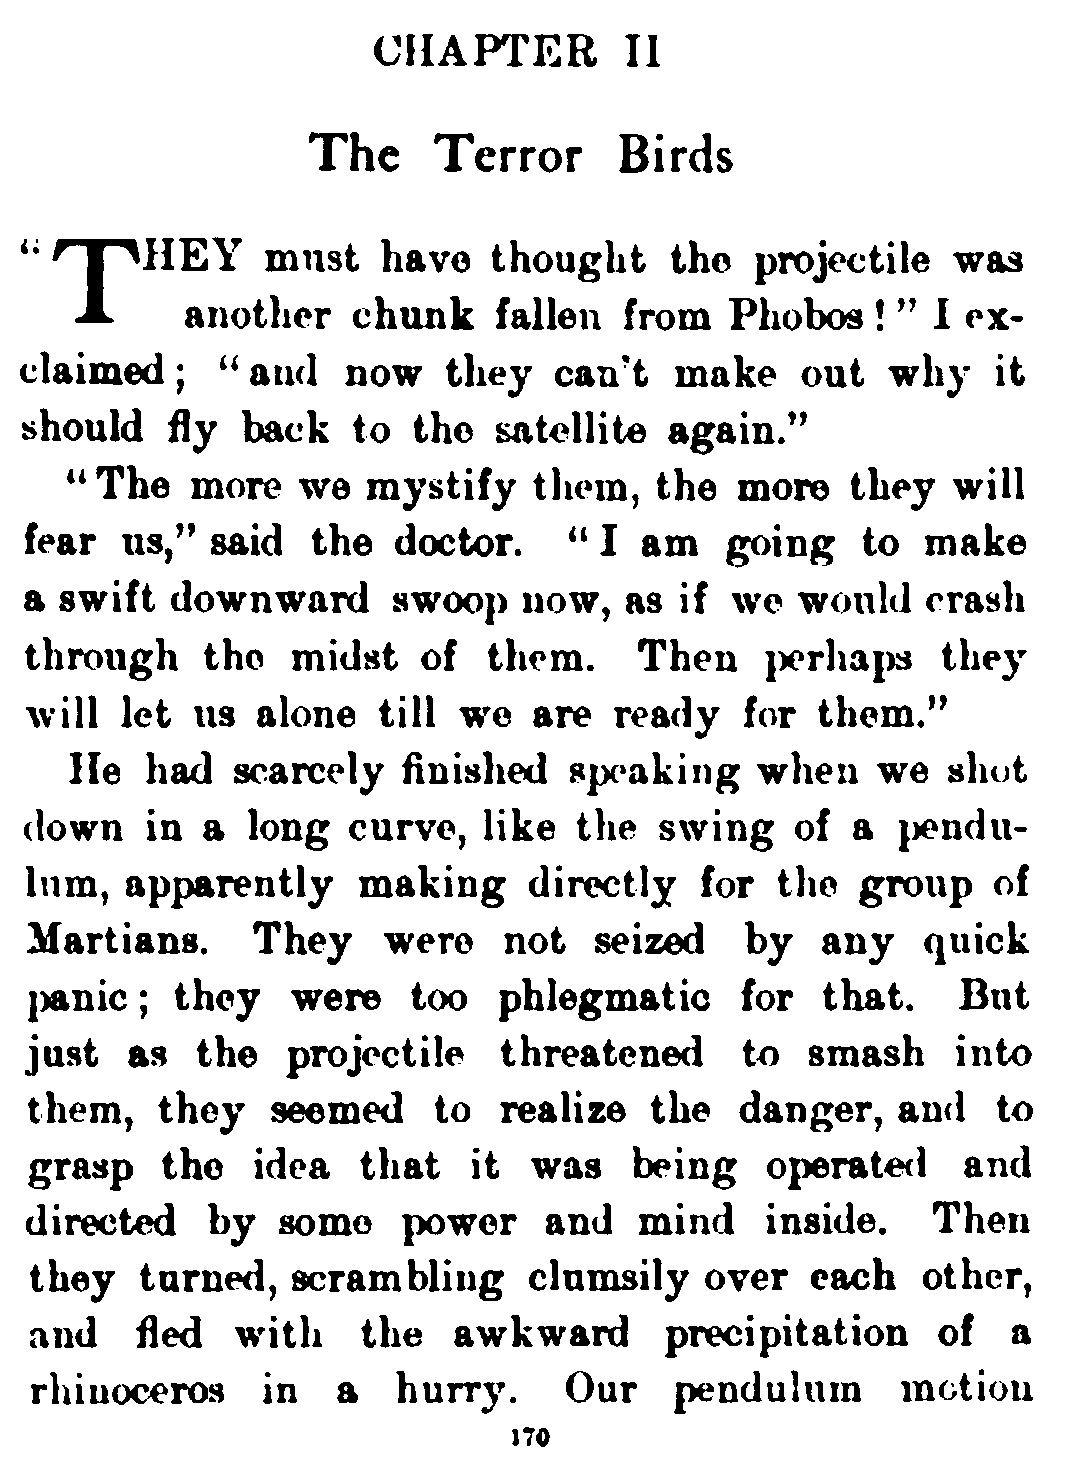 CHAPTER II
The Terror Birds
"THEY must have thought the projectile was
another chunk fallen from Phobos!" I ex-
claimed; "and now they can't make out why it
should fly back to the satellite again."
"The more we mystify them, the more they will
fear us," said the doctor. "I am going to make
a swift downward swoop now, as if we would crash
through the midst of them. Then perhaps they
will let us alone till we are ready for them."
He had scarcely finished speaking when we shot
down in a long curve, like the swing of a pendu-
lum, apparently making directly for the group of
Martians. They were not seized by any quick
panic; they were too phlegmatic for that. But
just as the projectile threatened to smash into
them, they seemed to realize the danger, and to
grasp the idea that it was being operated and
directed by some power and mind inside. Then
they turned, scrambling clumsily over each other,
and fled with the awkward precipitation of a
rhinoceros in a hurry. Our pendulum motion
170